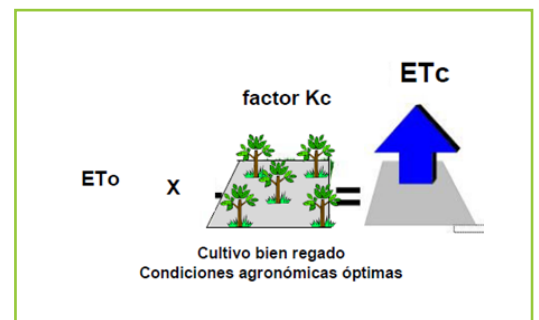 ETc
factor Kc
ETo X =
Cultivo bien regado
Condiciones agronómicas óptimas